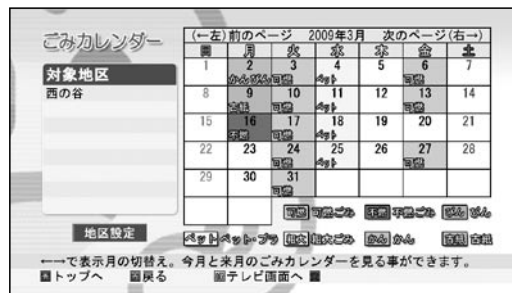 ごみカレンダー
(←左)前のページ 2009年3月 次のページ(右→)
日 月 火 水 木 金 土
対象地区
西の谷
1 2 3 4 5 6 7
かん びん 可燃 ペット 可燃
8 9 10 11 12 13 14
古紙 可燃 ペット 可燃
15 16 17 18 19 20 21
不燃 可燃 ペット
22 23 24 25 26 27 28
可燃 ペット 可燃
29 30 31
可燃
可燃 可燃ごみ 不燃 不燃ごみ びん びん
地区設定
ペット ペット・プラ 粗大 粗大ごみ かん かん 古紙 古紙
←→で表示月の切替え。今月と来月のごみカレンダーを見る事ができます。
トップへ 戻る テレビ画面へ